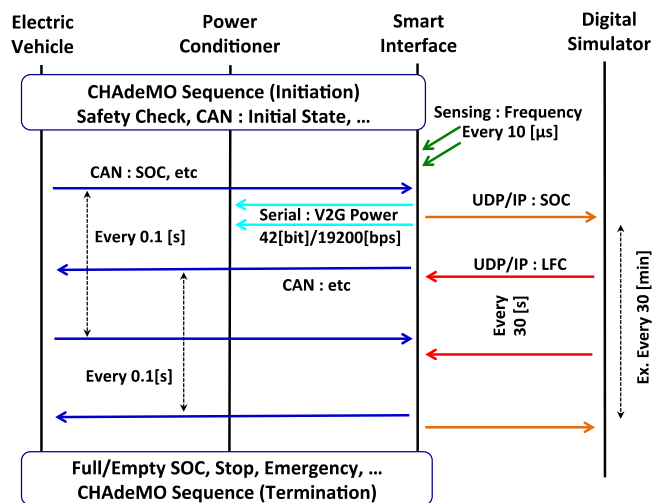 Electric
Vehicle
Power
Conditioner
Smart
Interface
Digital
Simulator
CHAdeMO Sequence (Initiation)
Safety Check, CAN : Initial State, ...
Sensing : Frequency
Every 10 [μs]
CAN : SOC, etc
UDP/IP : SOC
Serial : V2G Power
42[bit]/19200[bps]
Every 0.1 [s]
UDP/IP : LFC
CAN : etc
Every
30 [s]
Ex. Every 30 [min]
Every 0.1[s]
Full/Empty SOC, Stop, Emergency, ...
CHAdeMO Sequence (Termination)